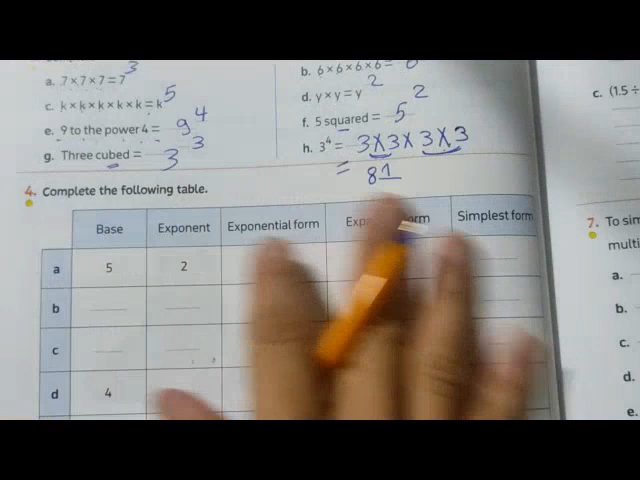 a. 7 × 7 × 7 = 7³
b. 6 × 6 × 6 × 6 =
c. k × k × k × k × k = k⁵
d. y × y = y²
e. 9 to the power 4 = 9⁴
f. 5 squared = 5²
g. Three cubed = 3³
h. 3⁴ = 3 × 3 × 3 × 3
= 81
4. Complete the following table.
Base Exponent Exponential form form Simplest form
a 5 2
b
c
d 4
c. (1.5 ÷
7. To sim
multi
a.
b.
c.
d.
e.